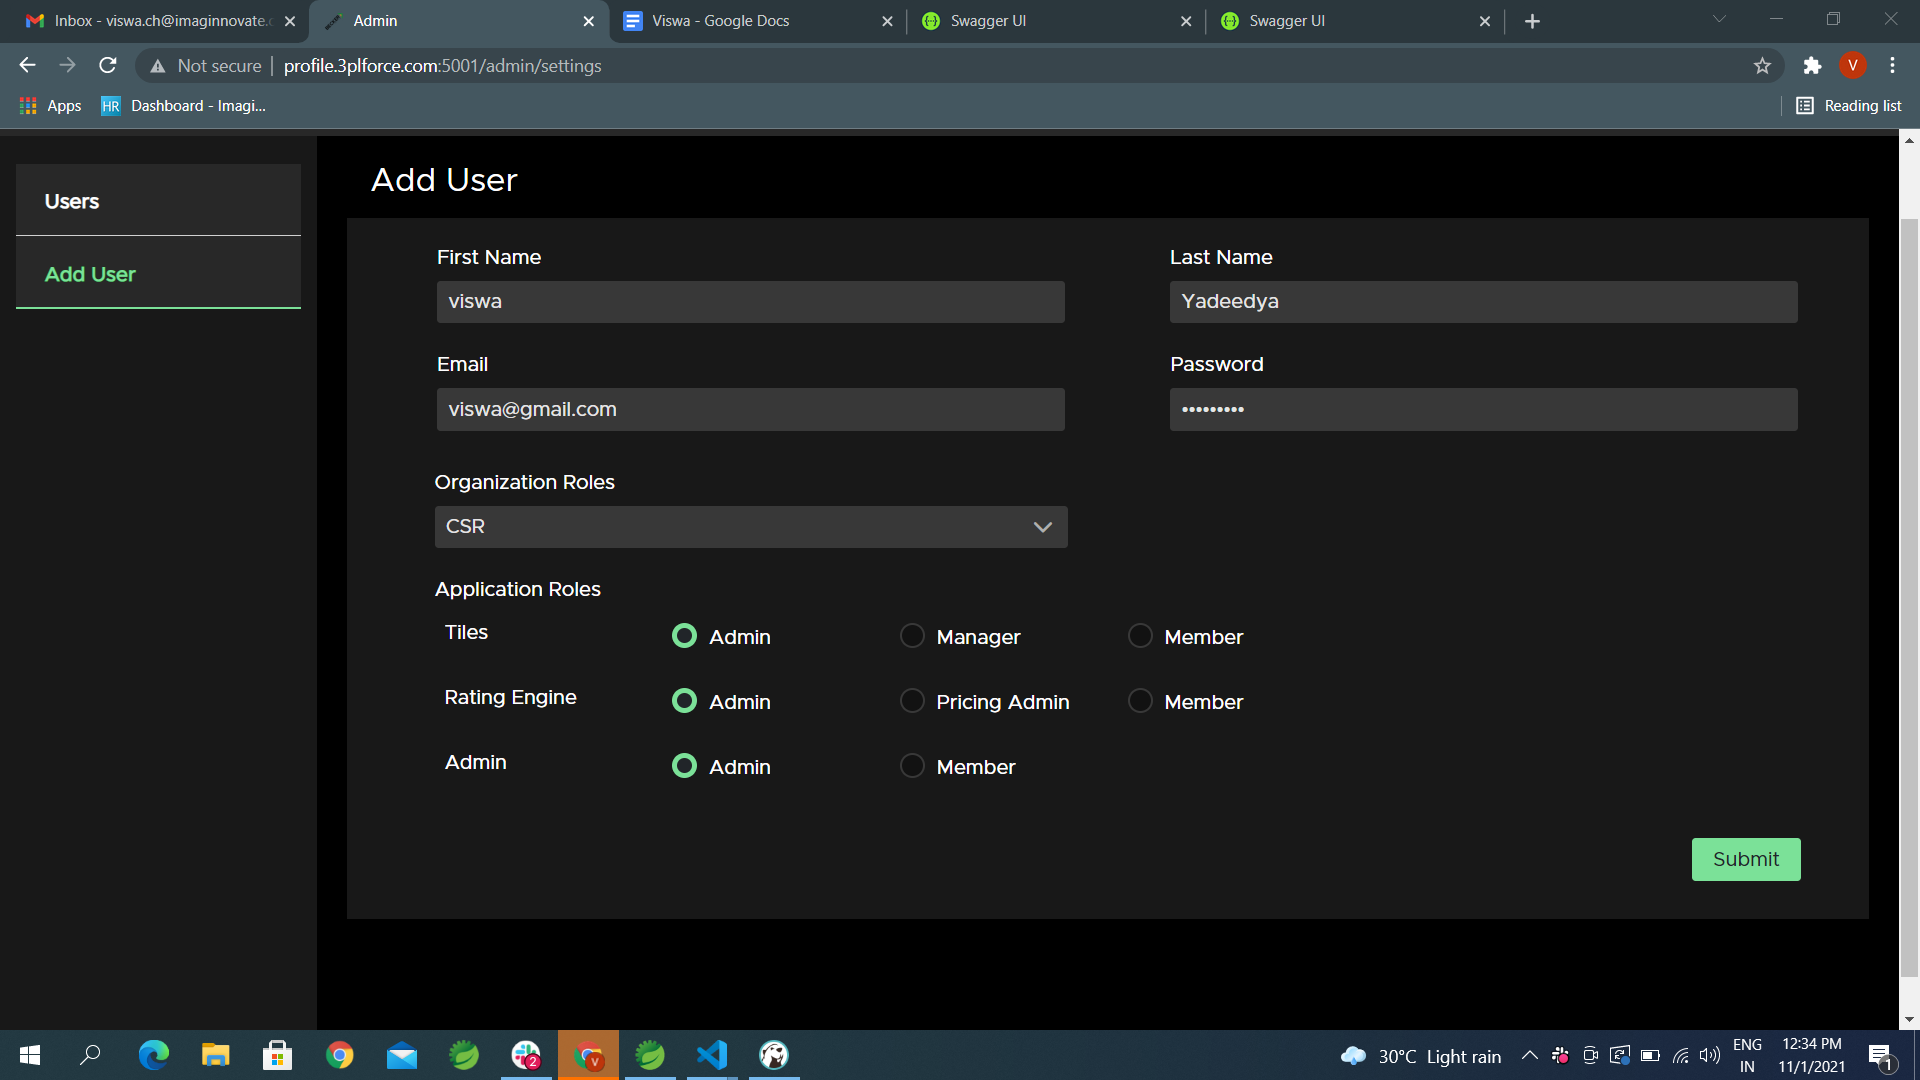 Inbox - viswa.ch@imaginnovate.c
Admin
Viswa - Google Docs
Swagger UI
Swagger UI
Not secure
profile.3plforce.com:5001/admin/settings
V
Apps
HR
Dashboard - Imagi...
Reading list
Users
Add User
Add User
First Name
Last Name
viswa
Yadeedya
Email
Password
viswa@gmail.com
•••••••••
Organization Roles
CSR
Application Roles
Tiles
Admin
Manager
Member
Rating Engine
Admin
Pricing Admin
Member
Admin
Admin
Member
Submit
2
V
30°C Light rain
ENG
IN
12:34 PM
11/1/2021
1